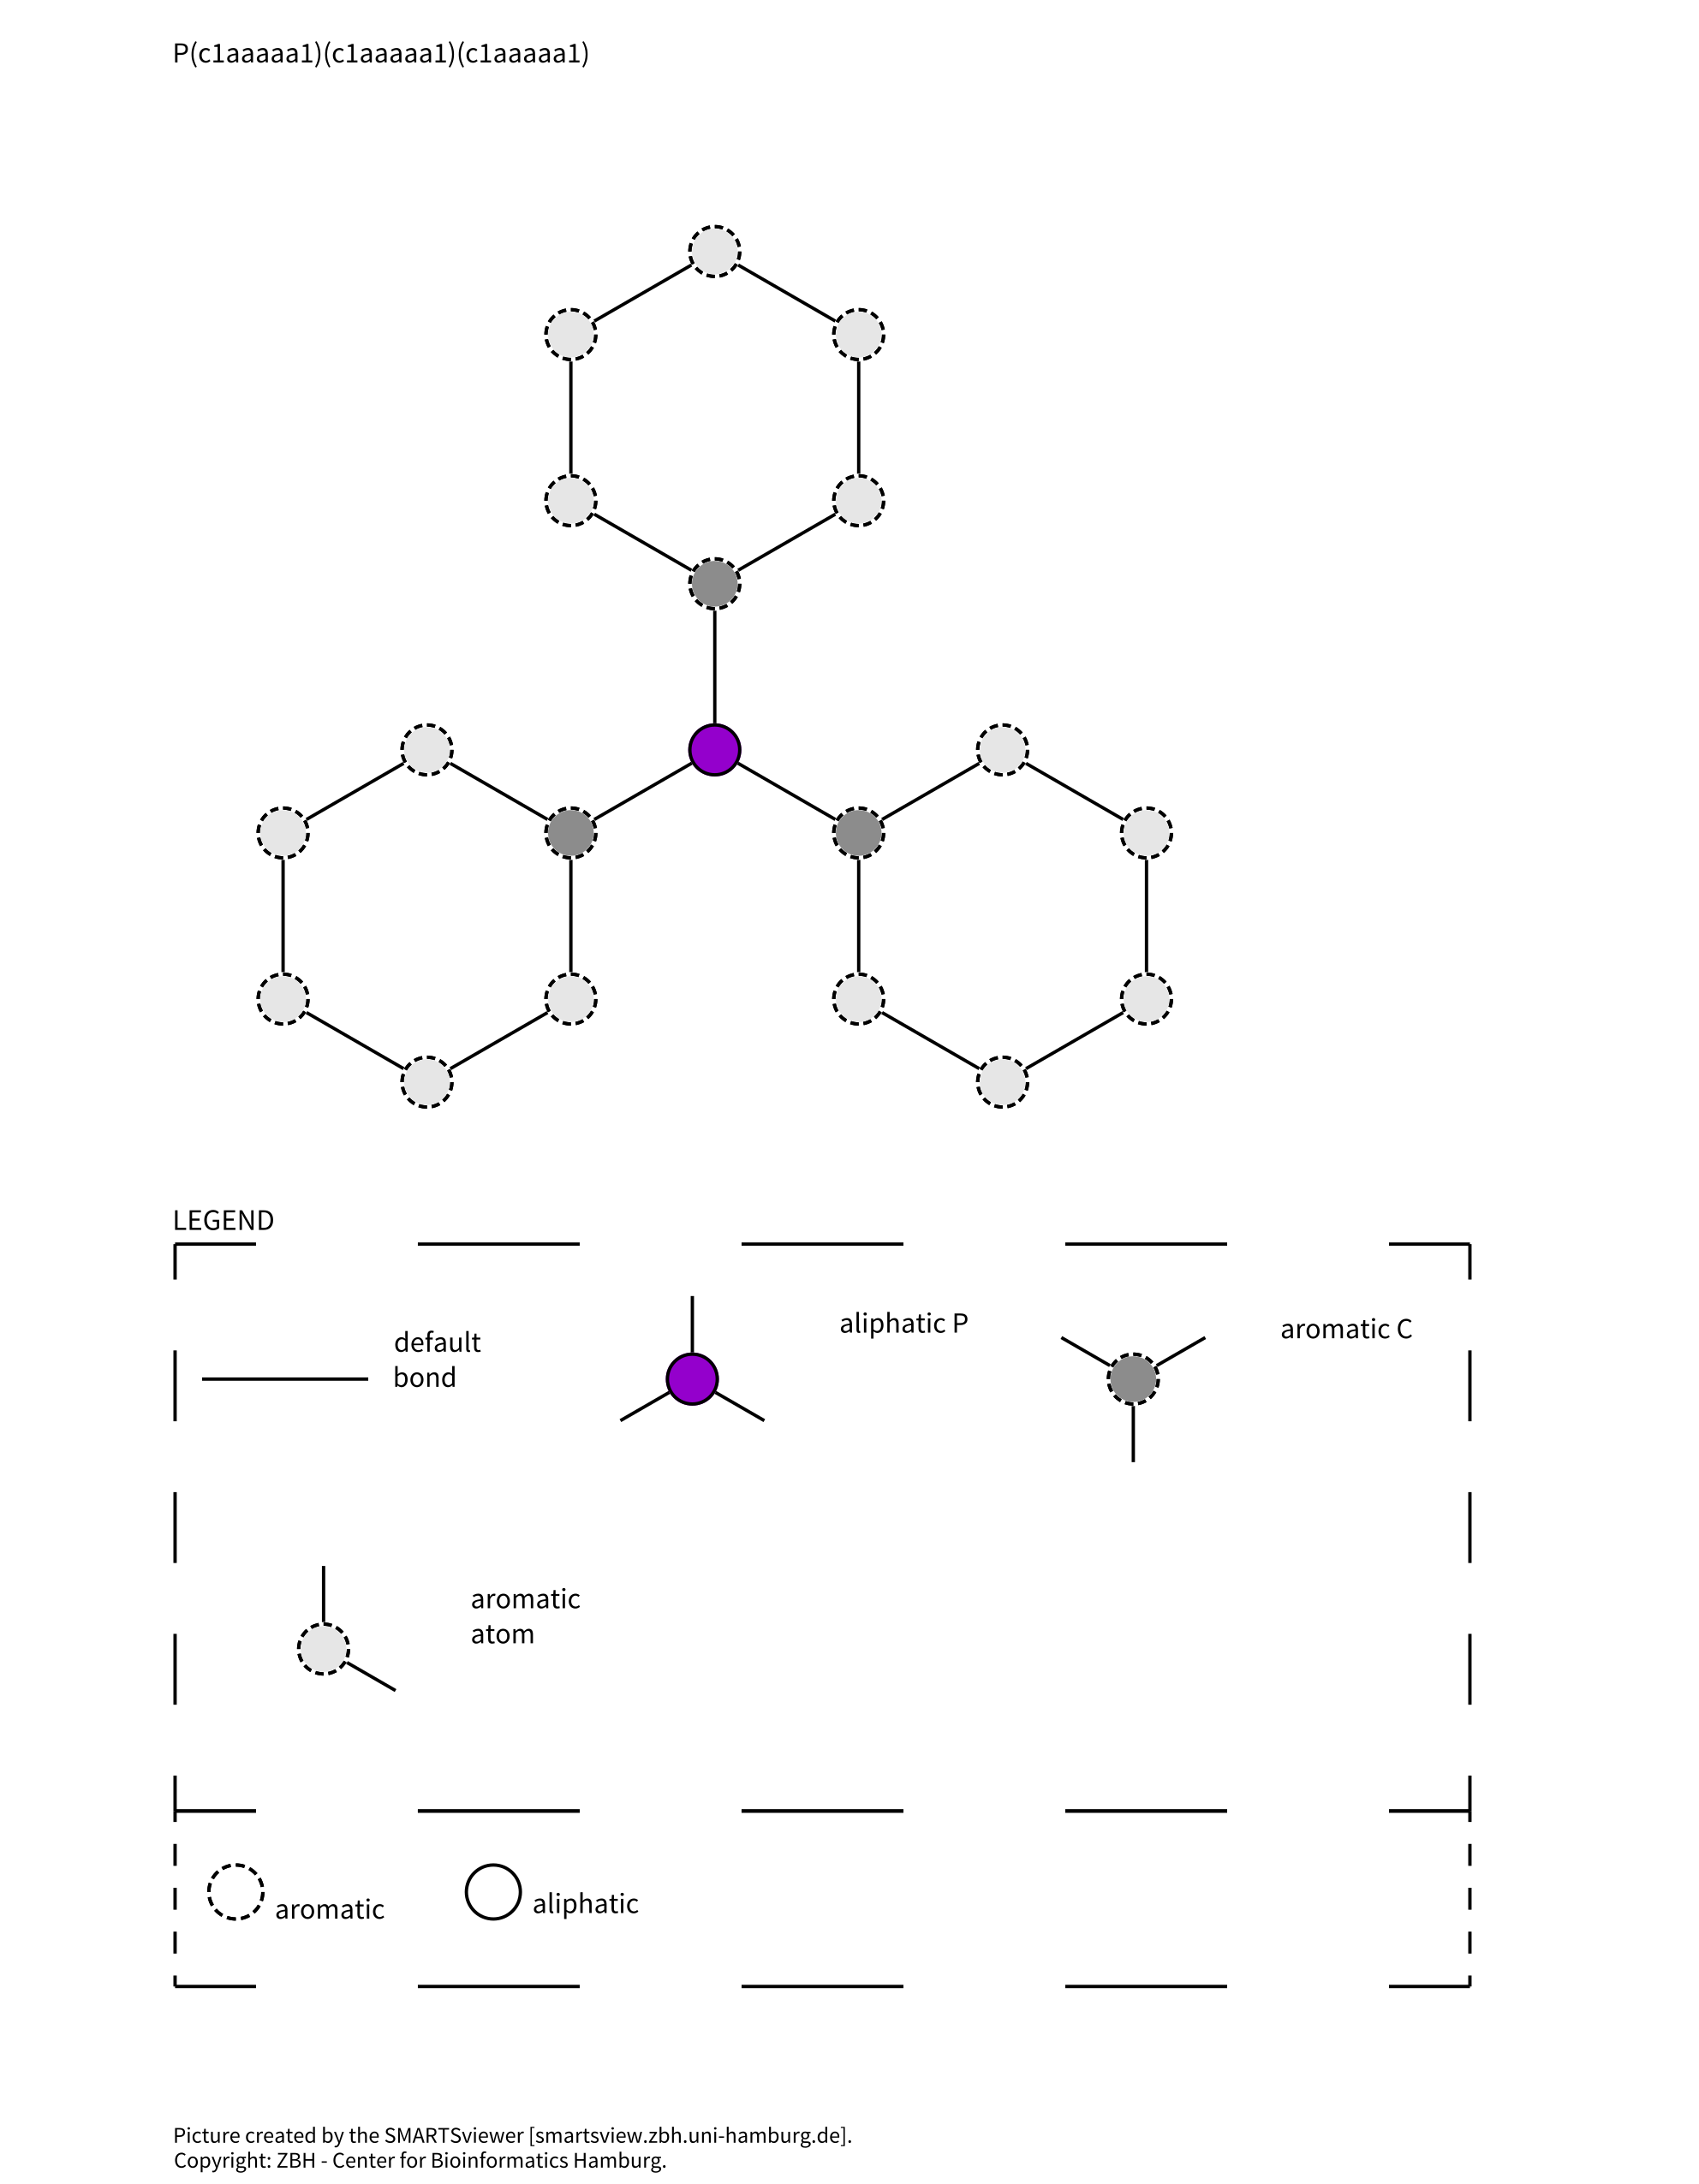 P(c1aaaaa1)(c1aaaaa1)(c1aaaaa1)
LEGEND
default
bond
aliphatic P
aromatic C
aromatic
atom
aromatic
aliphatic
Picture created by the SMARTSviewer [smartsview.zbh.uni-hamburg.de].
Copyright: ZBH - Center for Bioinformatics Hamburg.